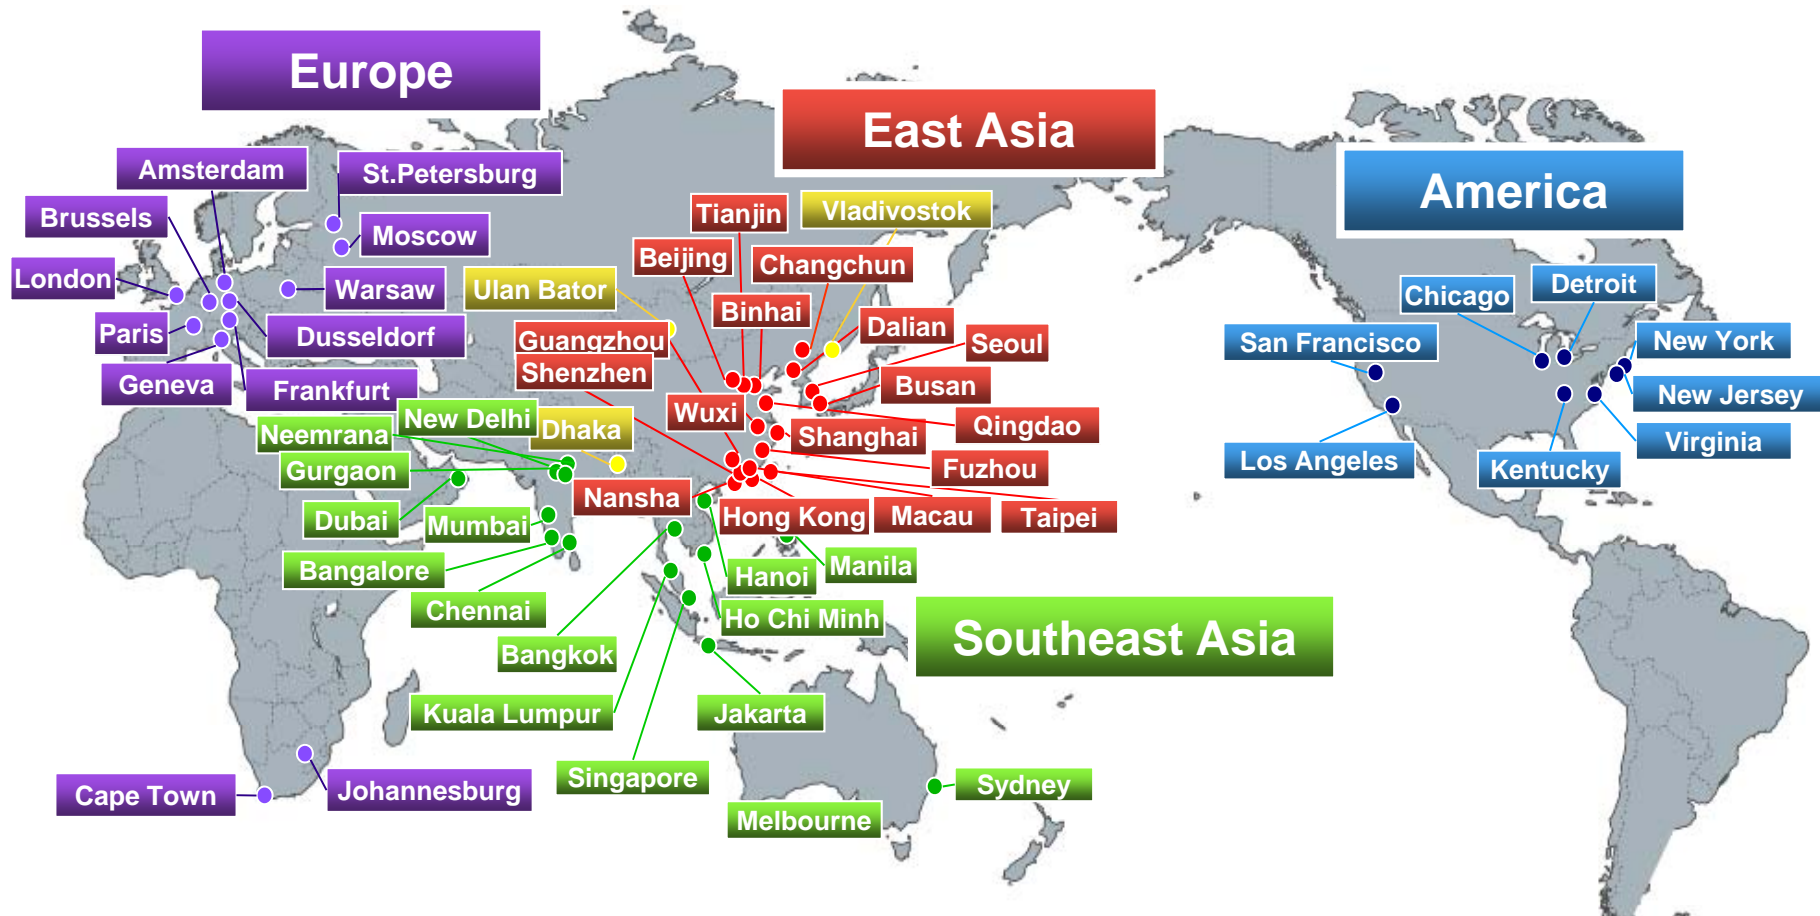 Europe
East Asia
America
Amsterdam
St.Petersburg
Brussels
Moscow
London
Warsaw
Paris
Dusseldorf
Geneva
Frankfurt
Tianjin
Vladivostok
Beijing
Changchun
Ulan Bator
Binhai
Dalian
Guangzhou
Seoul
Shenzhen
Busan
Wuxi
Qingdao
Shanghai
Fuzhou
Dhaka
Nansha
Hong Kong
Macau
Taipei
New Delhi
Neemrana
Gurgaon
Dubai
Mumbai
Bangalore
Chennai
Hanoi
Manila
Ho Chi Minh
Southeast Asia
Bangkok
Kuala Lumpur
Jakarta
Singapore
Sydney
Melbourne
Cape Town
Johannesburg
Chicago
Detroit
San Francisco
New York
New Jersey
Los Angeles
Kentucky
Virginia